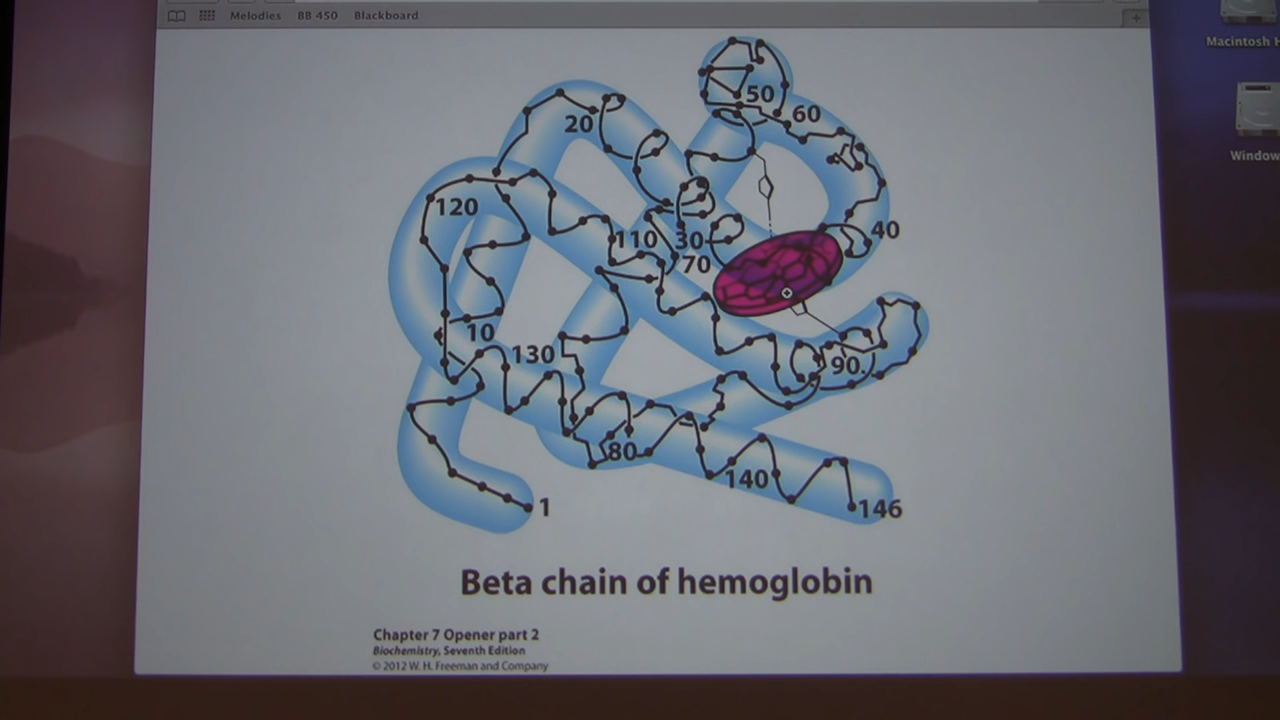 Melodies BB 450 Blackboard
Macintosh H
Window
50
60
20
120
40
110 30
70
10
130
90
80
140
1
146
Beta chain of hemoglobin
Chapter 7 Opener part 2
Biochemistry, Seventh Edition
© 2012 W. H. Freeman and Company